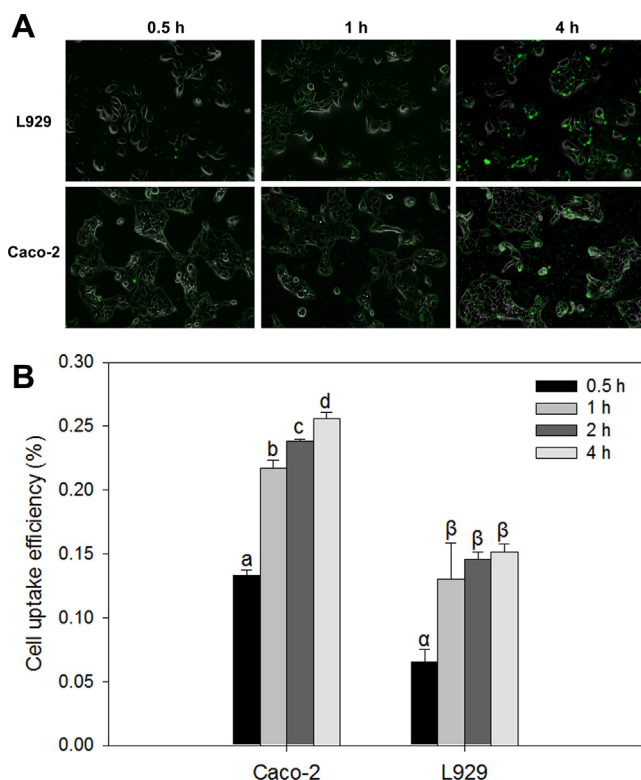 A
0.5 h
1 h
4 h
L929
Caco-2
B
Cell uptake efficiency (%)
0.30
0.25
0.20
0.15
0.10
0.05
0.00
a
b
c
d
α
β
β
β
0.5 h
1 h
2 h
4 h
Caco-2
L929